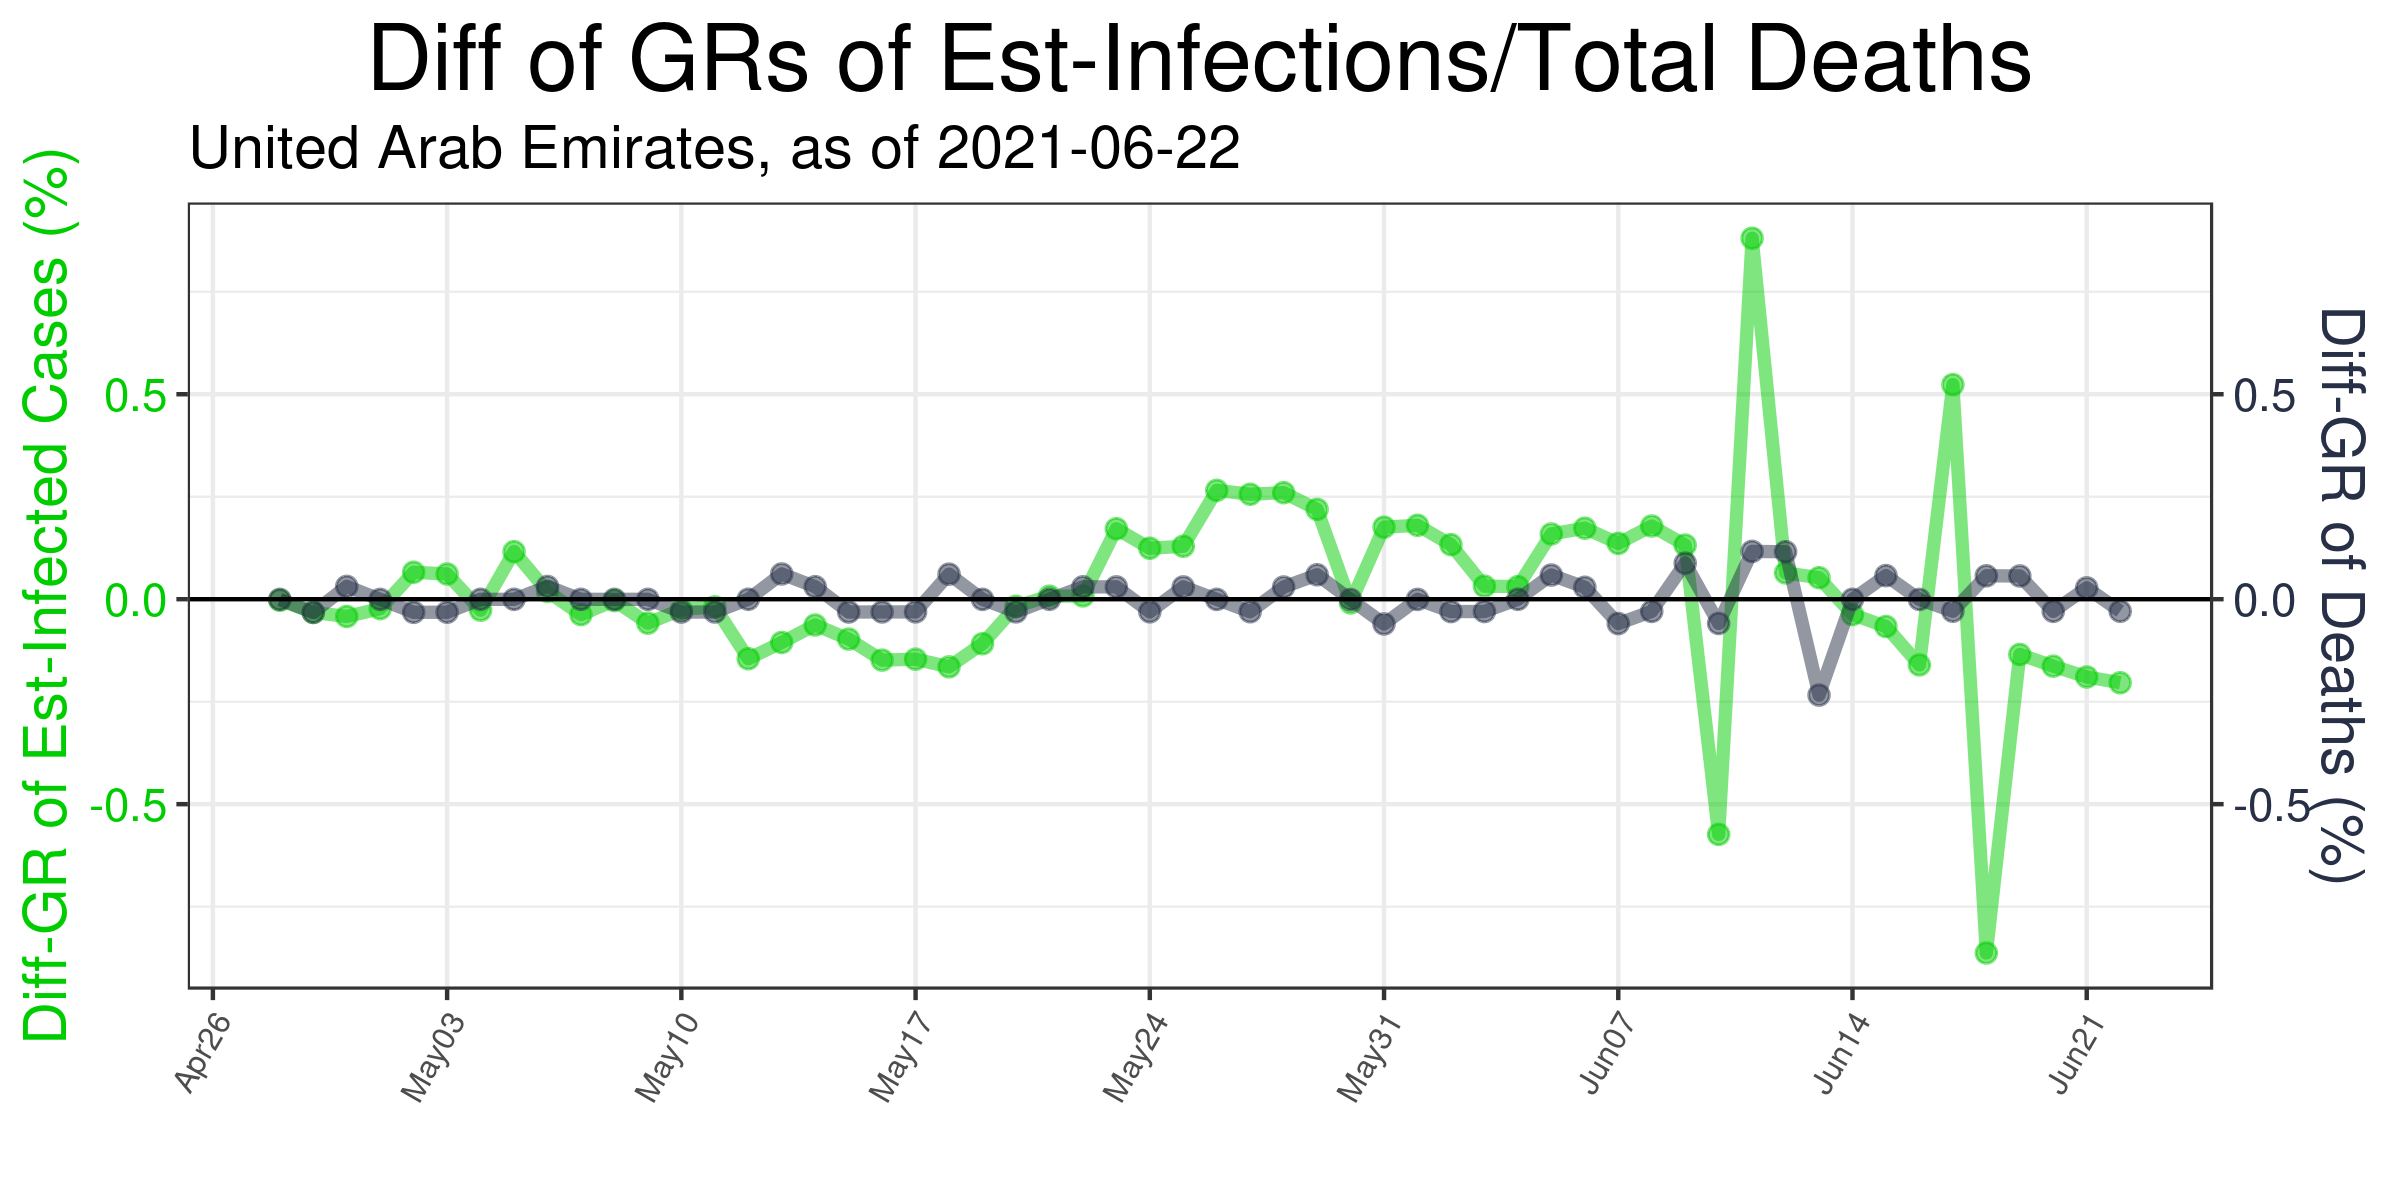 Diff of GRs of Est-Infections/Total Deaths
United Arab Emirates, as of 2021-06-22
Diff-GR of Est-Infected Cases (%)
0.5
0.0
-0.5
0.5
0.0
-0.5
Diff-GR of Deaths (%)
Apr26
May03
May10
May17
May24
May31
Jun07
Jun14
Jun21